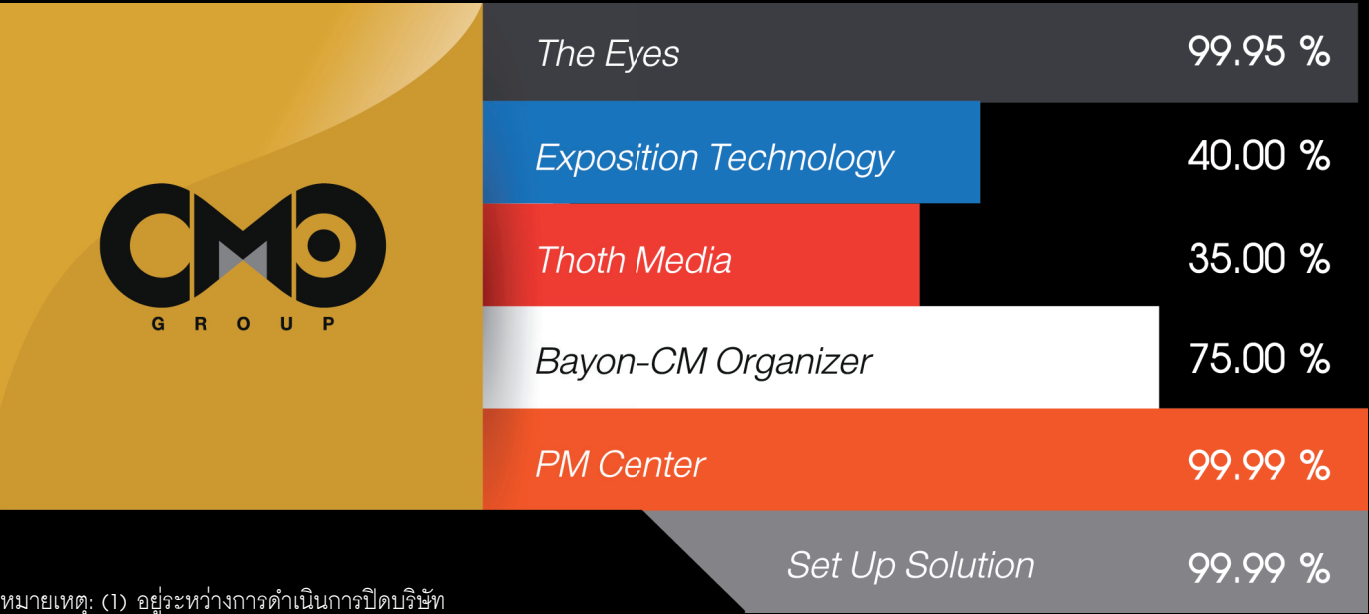 CMO
GROUP
The Eyes 99.95 %
Exposition Technology 40.00 %
Thoth Media 35.00 %
Bayon-CM Organizer 75.00 %
PM Center 99.99 %
Set Up Solution 99.99 %
หมายเหตุ: (1) อยู่ระหว่างการดำเนินการปิดบริษัท